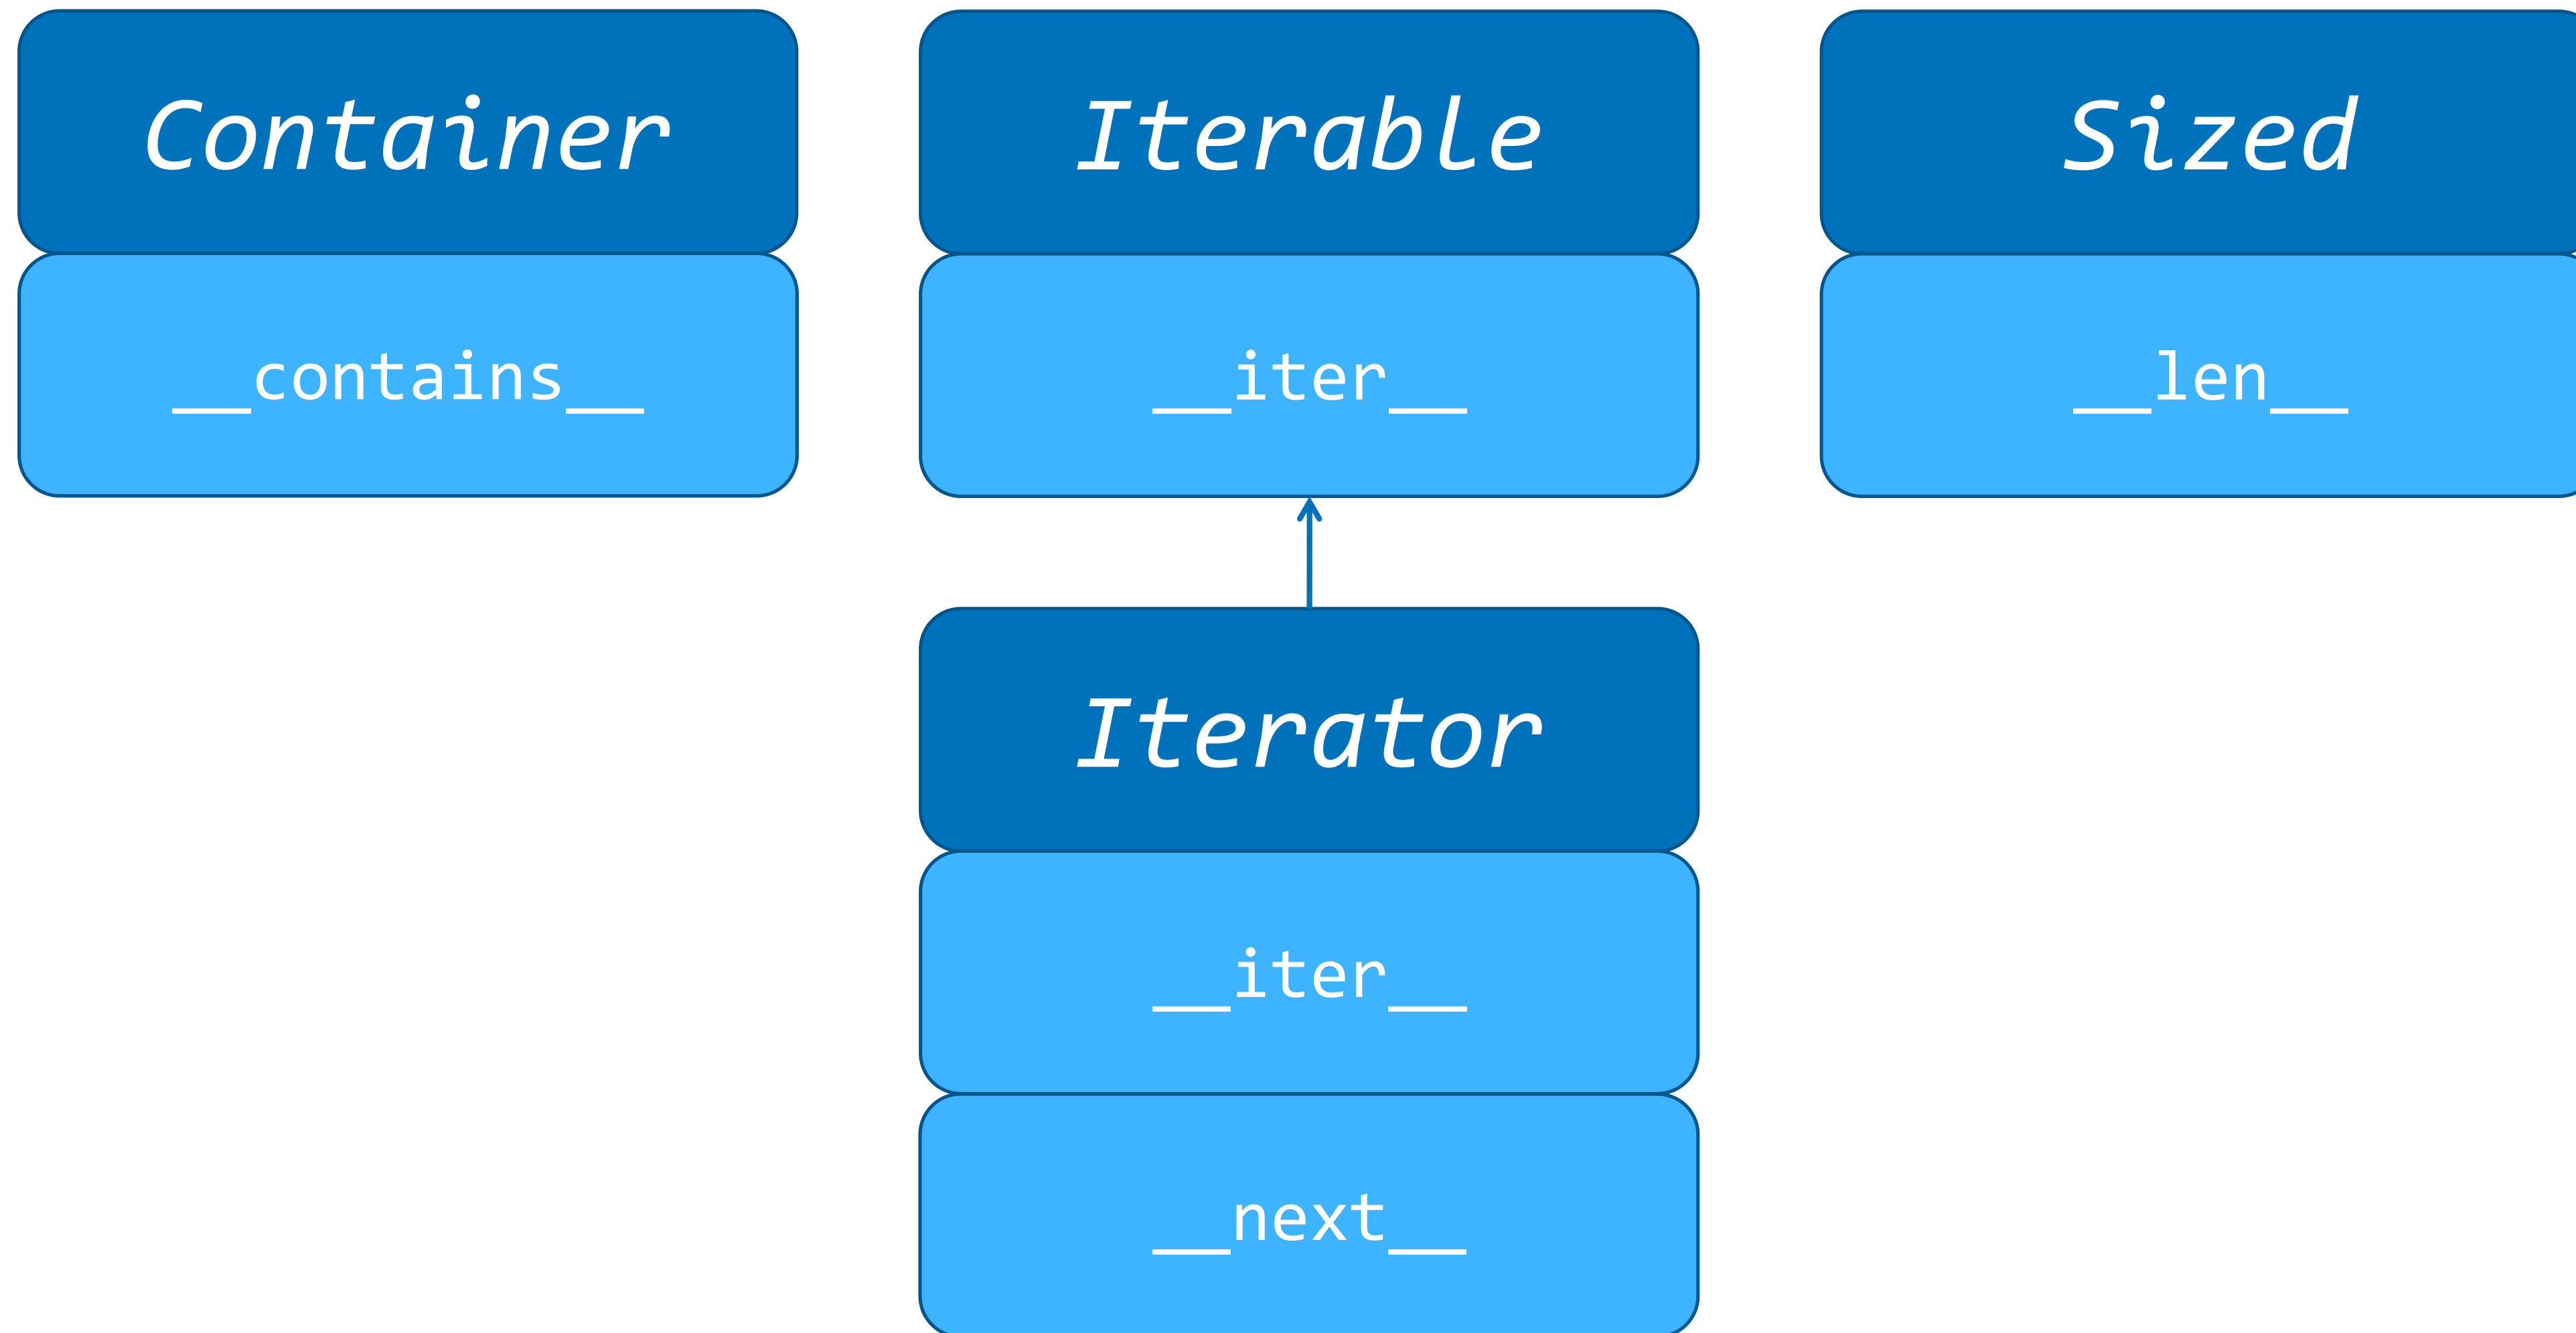 Container
__contains__
Iterable
__iter__
Sized
__len__
Iterator
__iter__
__next__